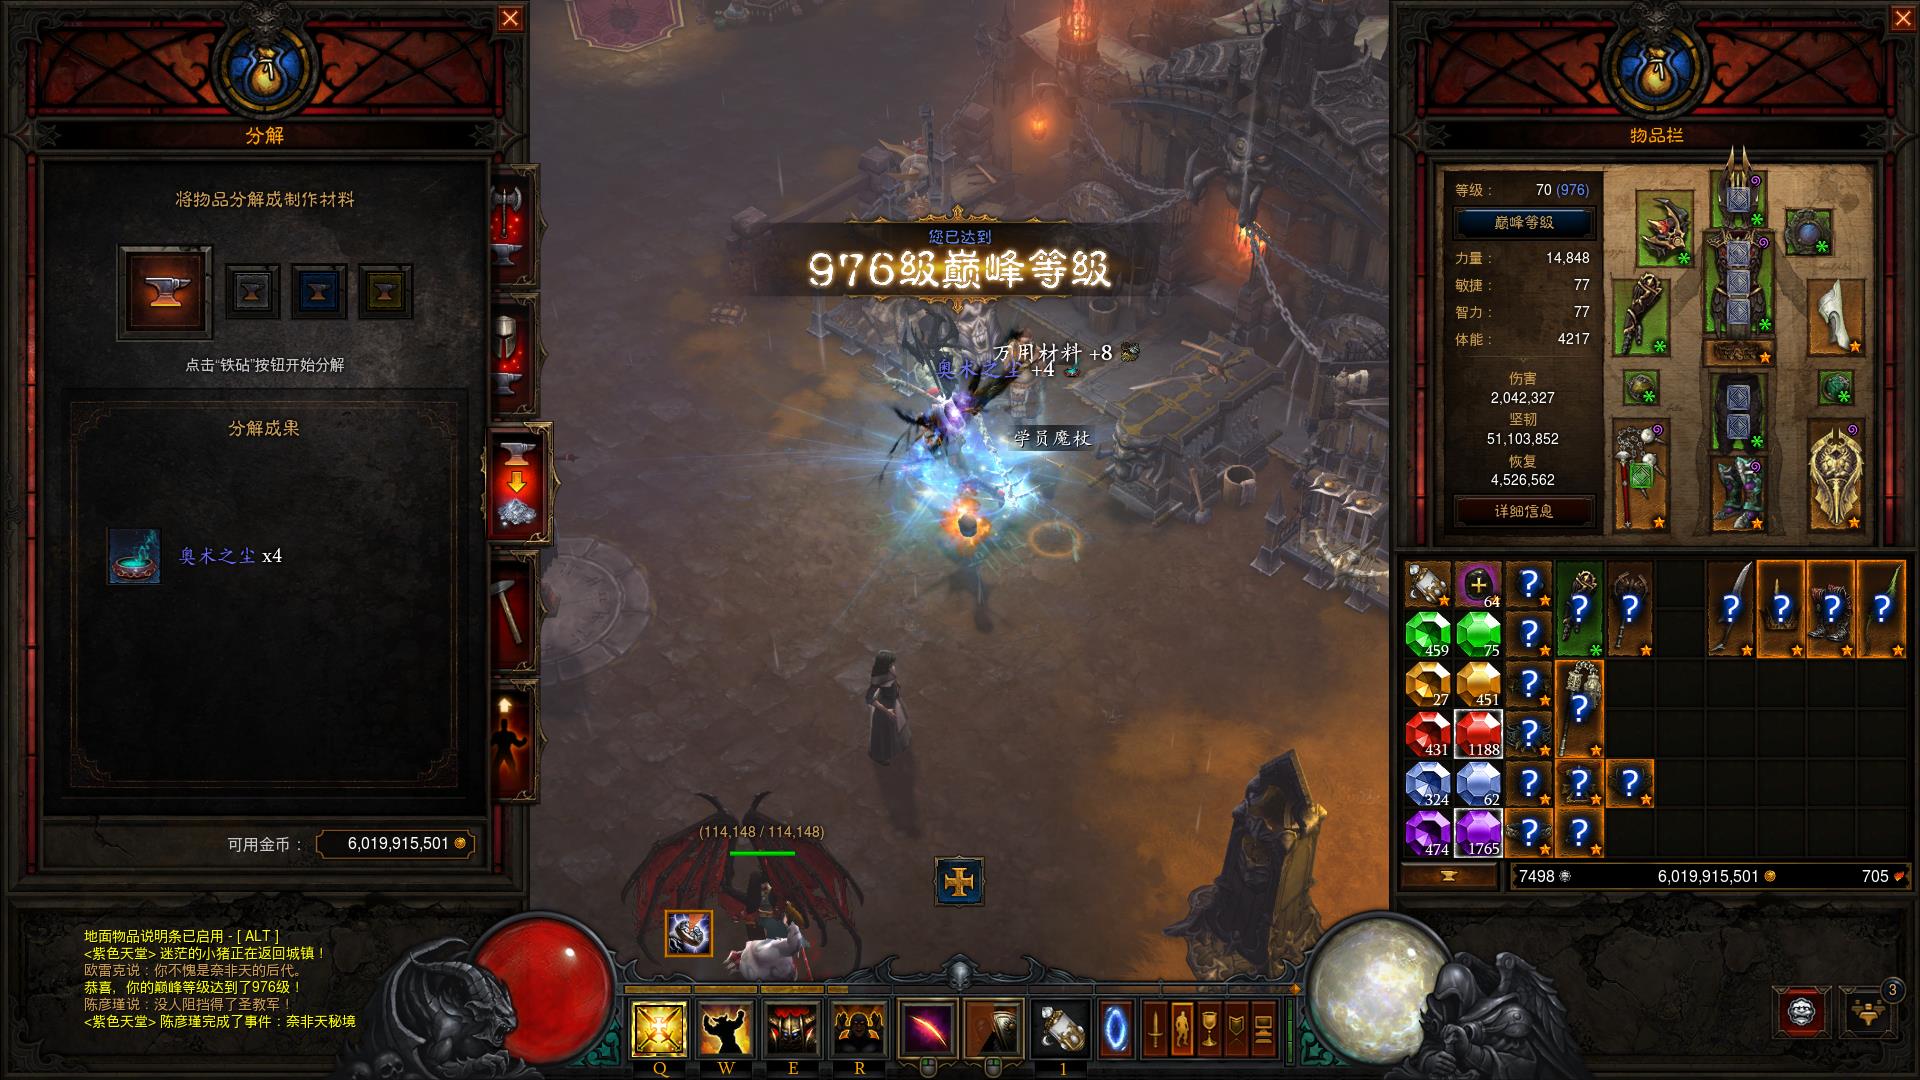 分解
将物品分解成制作材料
点击“铁砧”按钮开始分解
分解成果
奥术之尘 x4
可用金币： 6,019,915,501
地面物品说明条已启用 - [ ALT ]
<紫色天堂> 迷茫的小猪正在返回城镇！
欧雷克说：你不愧是奈非天的后代。
恭喜，你的巅峰等级达到了976级！
陈彦瑾说：没人阻挡得了圣教军！
<紫色天堂> 陈彦瑾完成了事件：奈非天秘境
您已达到
976级巅峰等级
万用材料 +8
奥术之尘 +4
学员魔杖
(114,148 / 114,148)
Q
W
E
R
1
物品栏
等级： 70 (976)
巅峰等级
力量： 14,848
敏捷： 77
智力： 77
体能： 4217
伤害
2,042,327
坚韧
51,103,852
恢复
4,526,562
详细信息
64
? ? ? ? ? ? ?
459 75 ?
27 451 ? ?
431 1188 ?
324 62 ? ? ?
474 1765 ? ?
7498 6,019,915,501 705
3